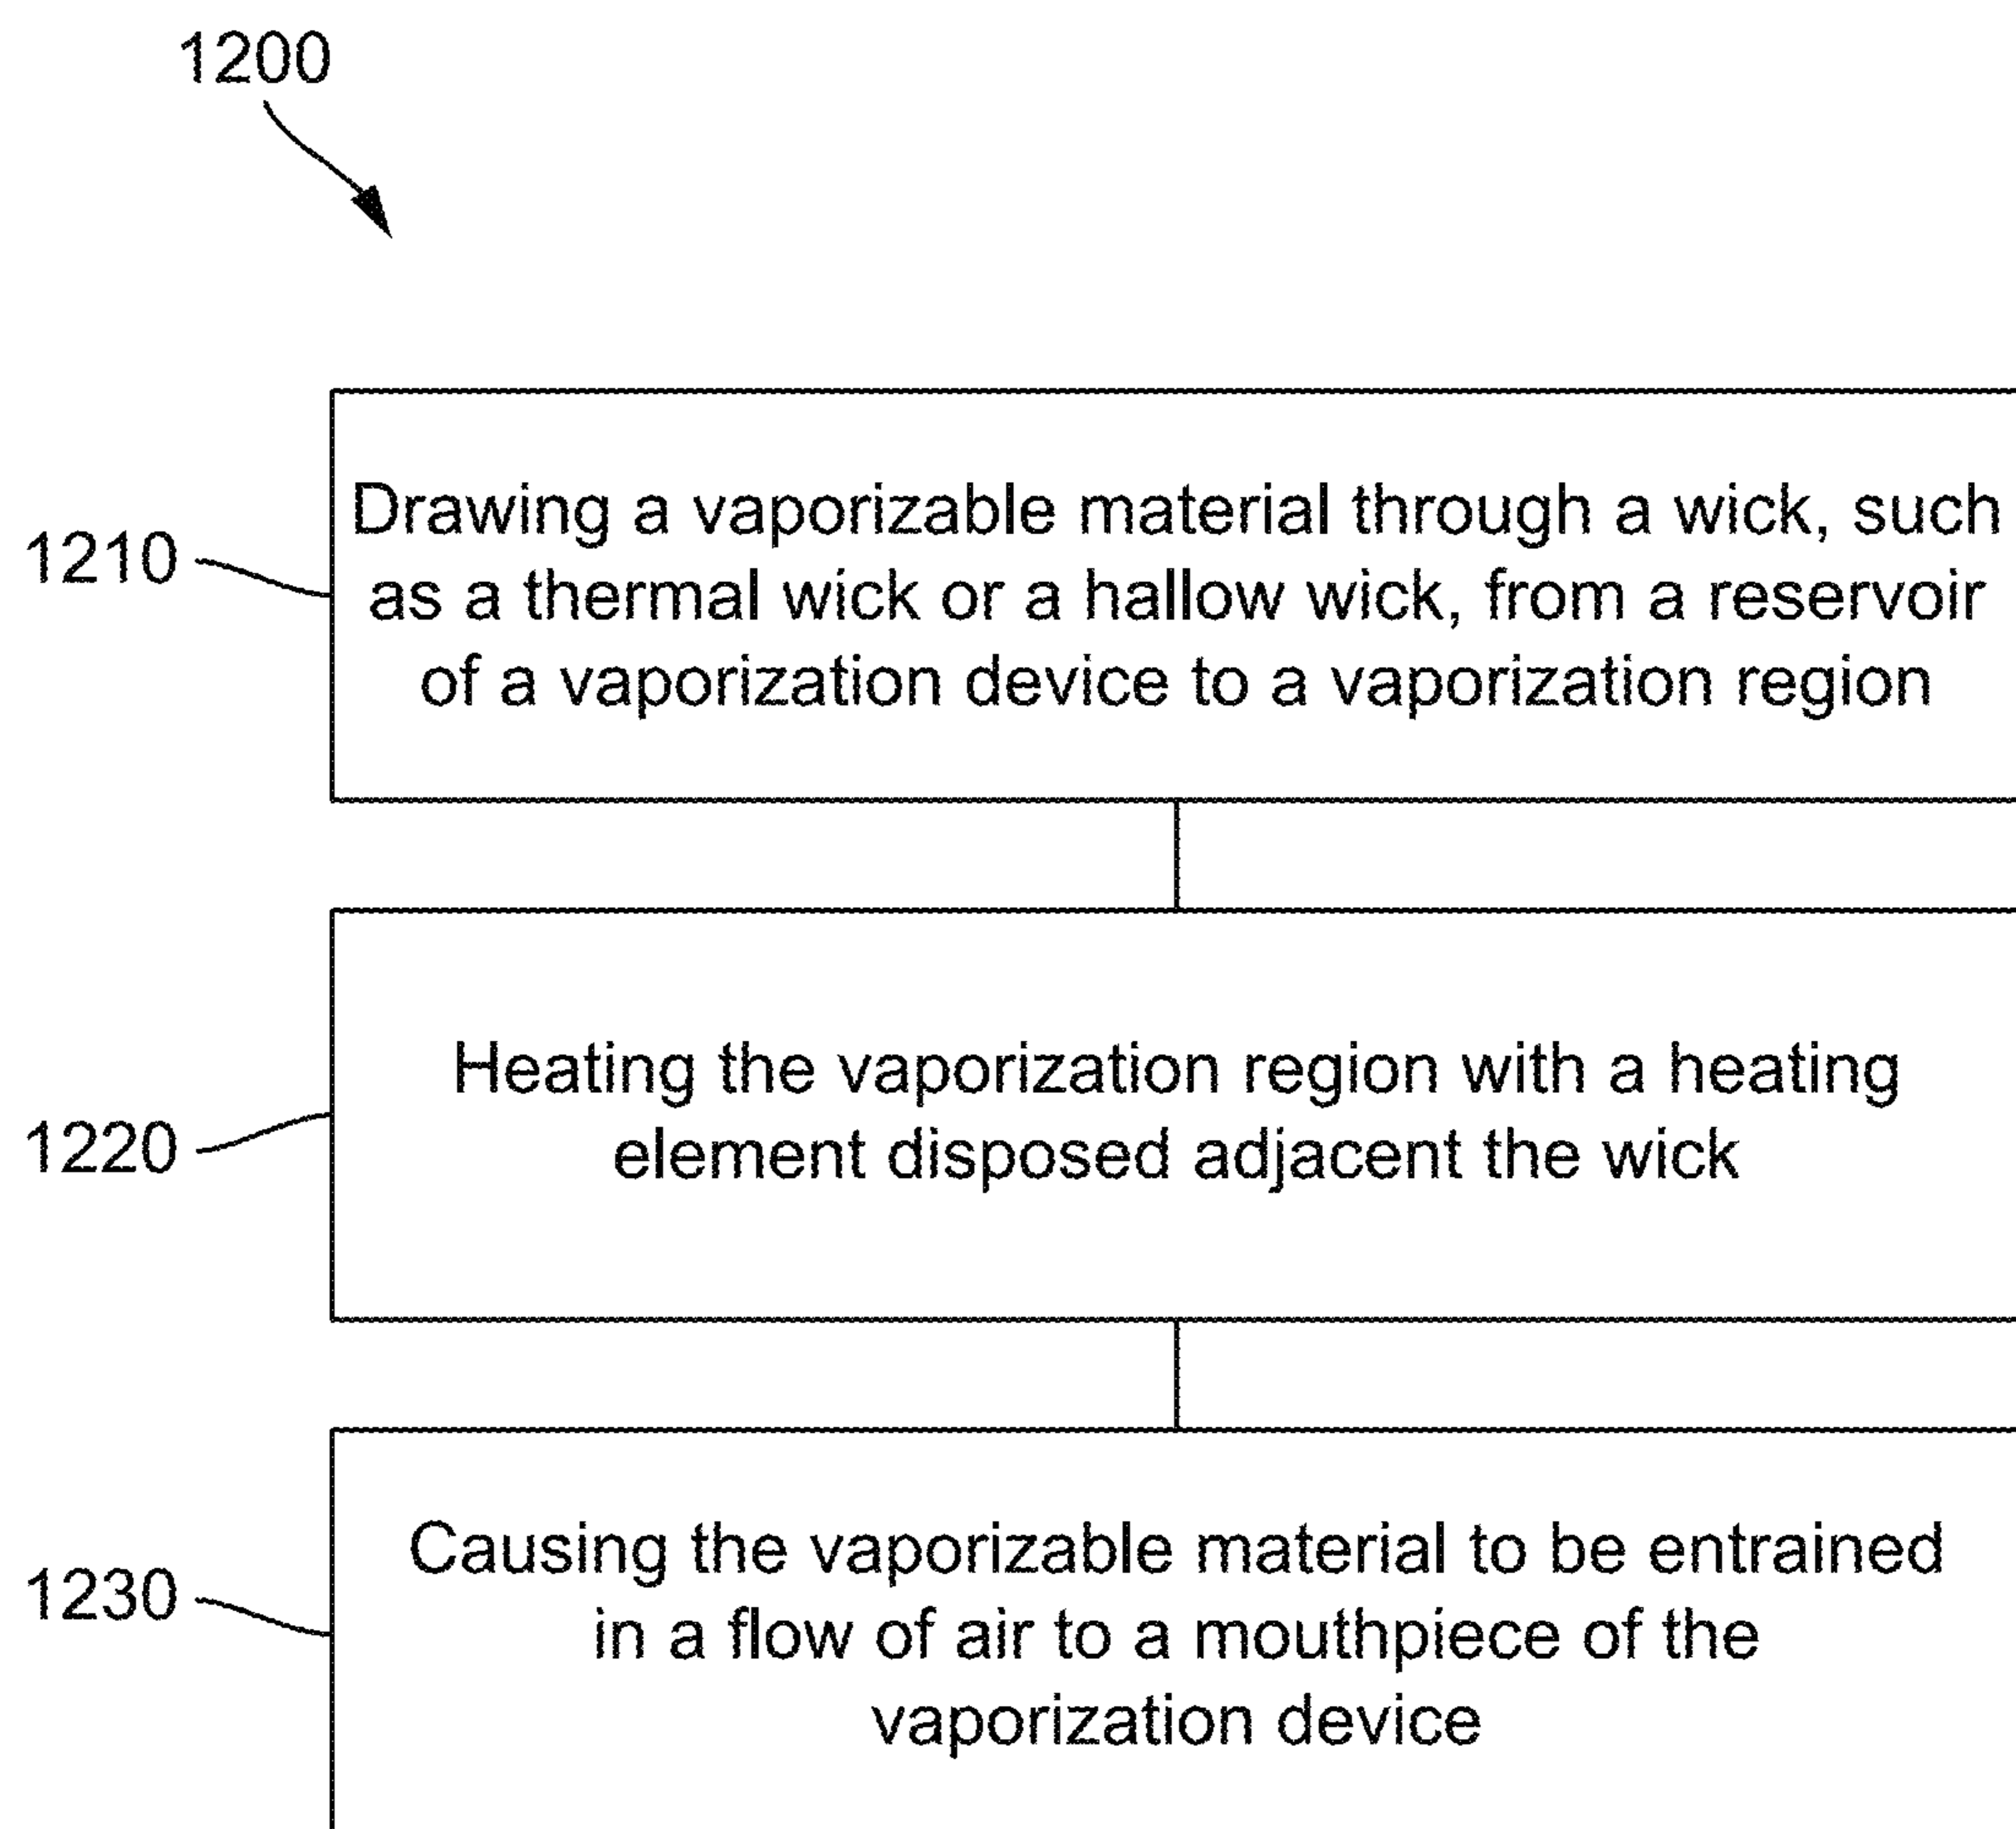 1200
1210
Drawing a vaporizable material through a wick, such
as a thermal wick or a hallow wick, from a reservoir
of a vaporization device to a vaporization region
1220
Heating the vaporization region with a heating
element disposed adjacent the wick
1230
Causing the vaporizable material to be entrained
in a flow of air to a mouthpiece of the
vaporization device